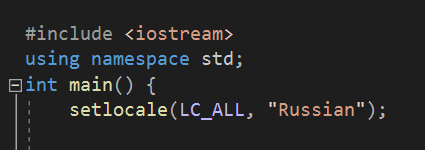 #include <iostream>
using namespace std;
int main() {
setlocale(LC_ALL, "Russian");